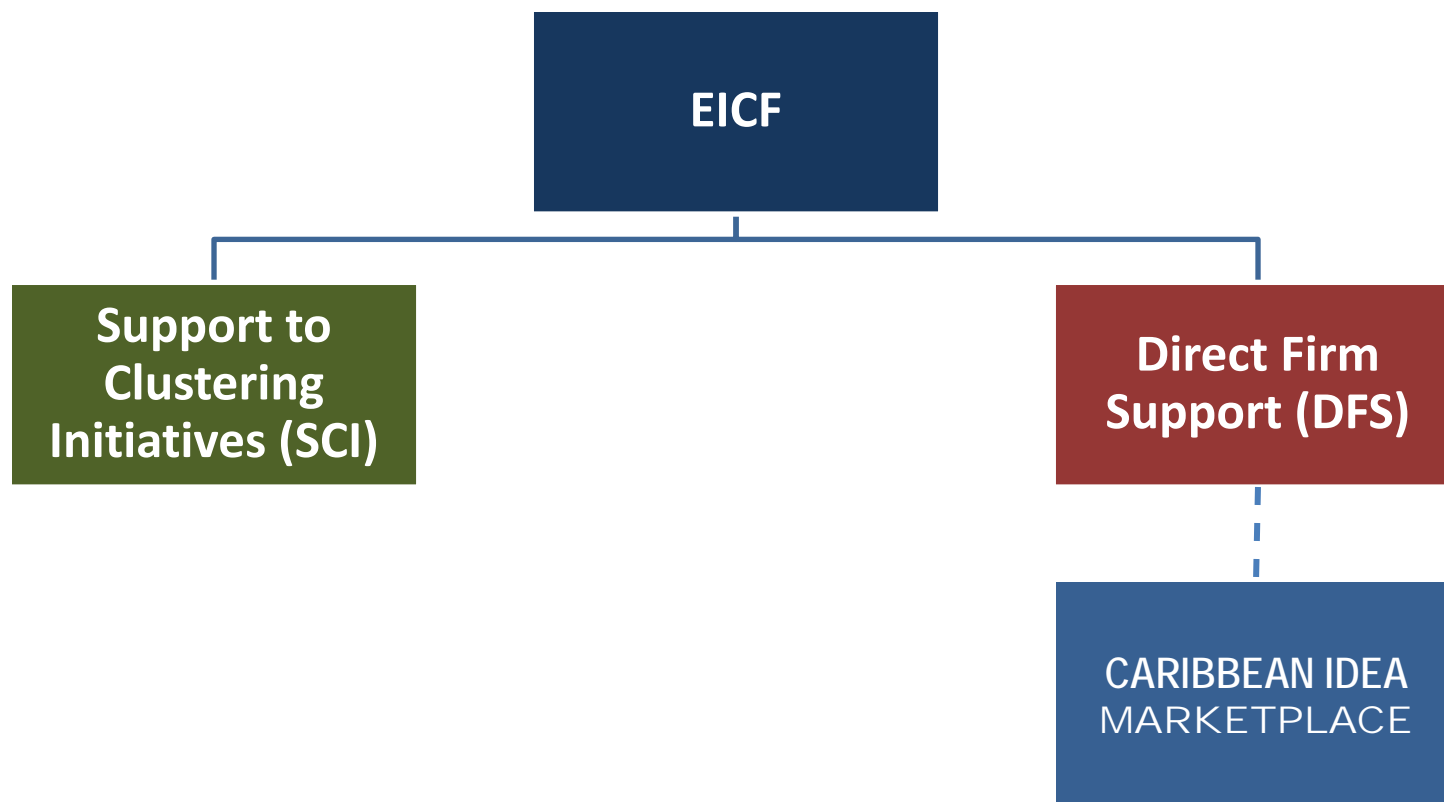 EICF
Support to
Clustering
Initiatives (SCI)
Direct Firm
Support (DFS)
CARIBBEAN IDEA
MARKETPLACE